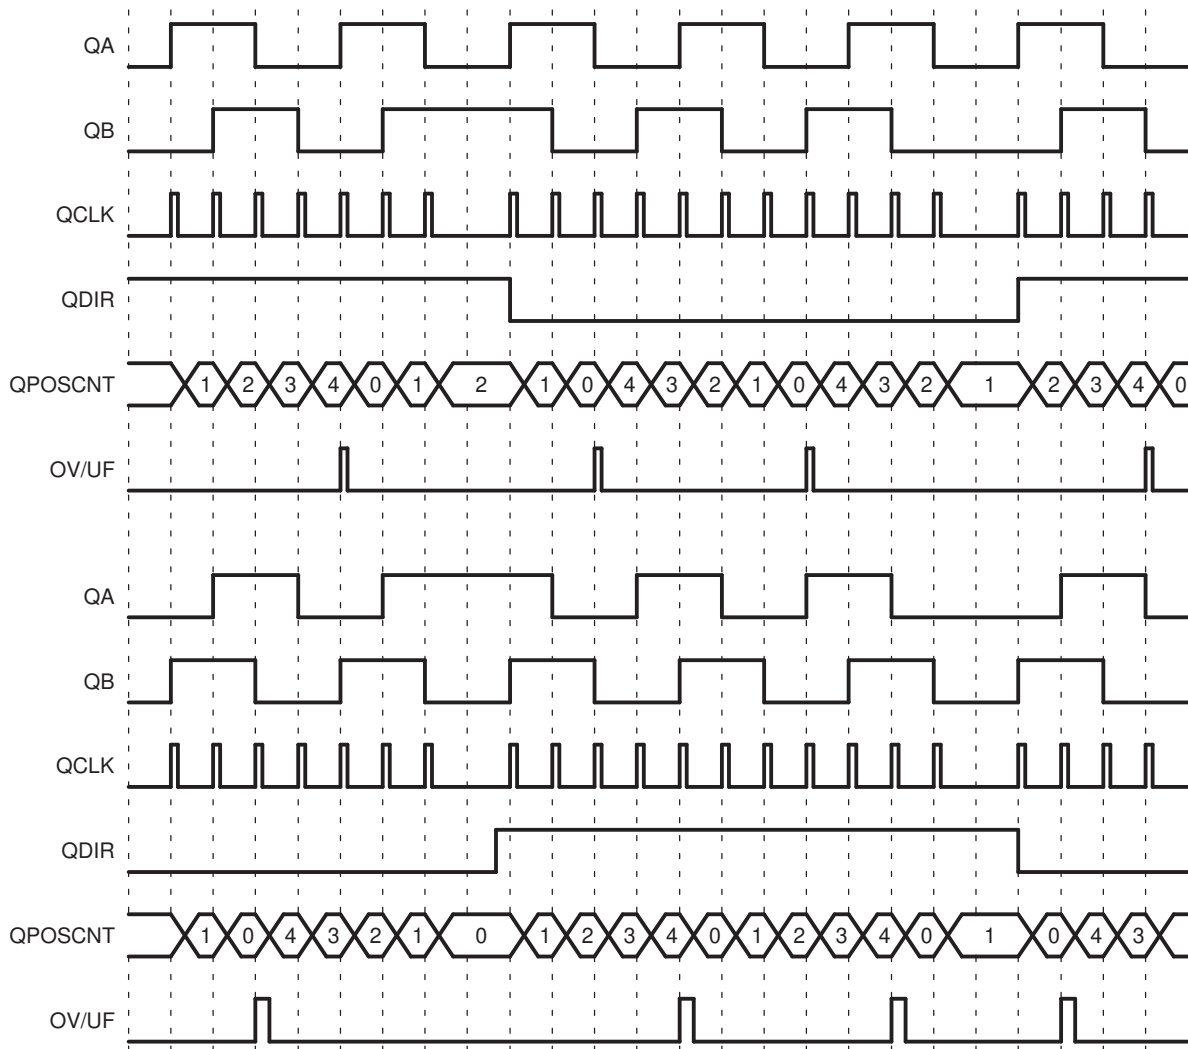 QA
QB
QCLK
QDIR
QPOSCNT 1 2 3 4 0 1 2 1 0 4 3 2 1 0 4 3 2 1 2 3 4 0
OV/UF
QA
QB
QCLK
QDIR
QPOSCNT 1 0 4 3 2 1 0 1 2 3 4 0 1 2 3 4 0 1 0 4 3
OV/UF